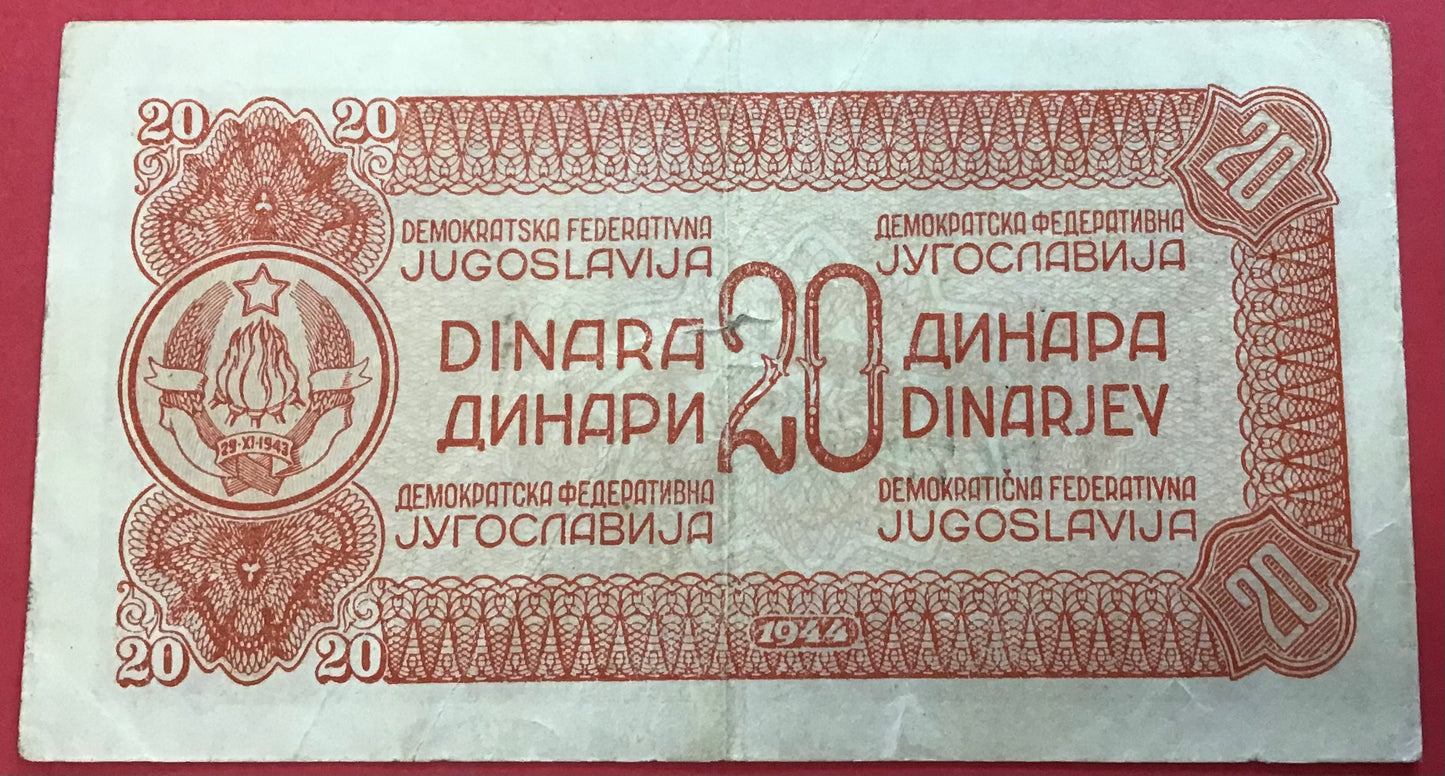 20
20
20
DEMOKRATSKA FEDERATIVNA
JUGOSLAVIJA
ДЕМОКРАТСКА ФЕДЕРАТИВНА
ЈУГОСЛАВИЈА
DINARA
ДИНАРИ
20
ДИНАРА
DINARJEV
29·XI·1943
ДЕМОКРАТСКА ФЕДЕРАТИВНА
ЈУГОСЛАВИЈА
DEMOKRATIČNA FEDERATIVNA
JUGOSLAVIJA
1944
20
20
20